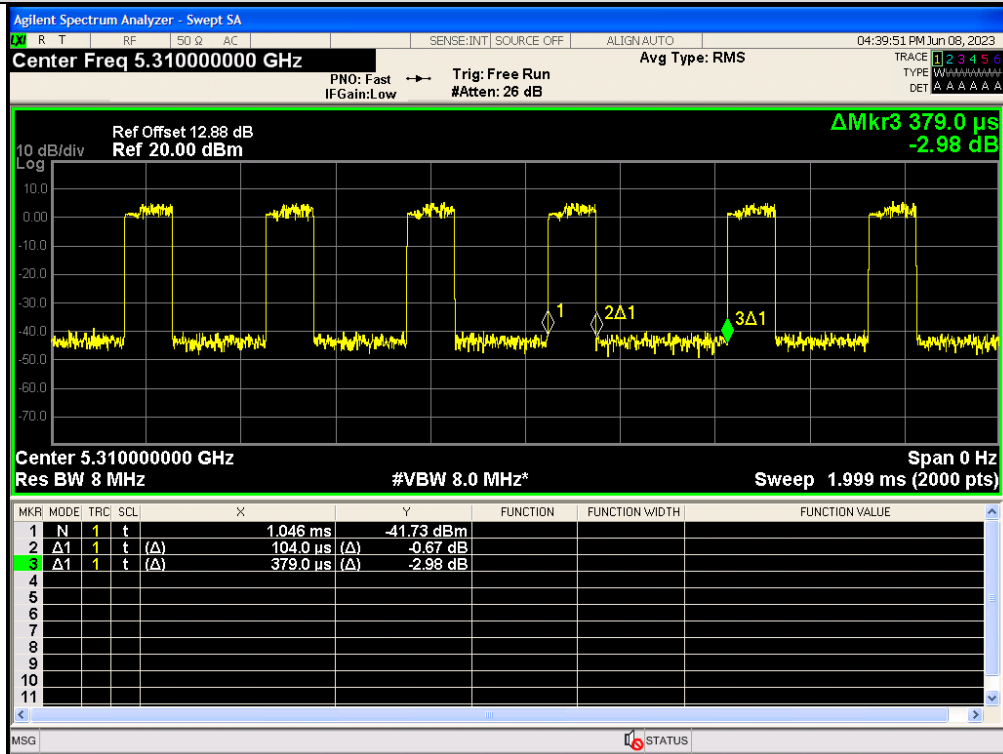 Agilent Spectrum Analyzer - Swept SA
LXI R T RF 50 Ω AC SENSE:INT SOURCE OFF ALIGN AUTO 04:39:51 PM Jun 08, 2023
Center Freq 5.310000000 GHz
PNO: Fast
IFGain:Low
Trig: Free Run
#Atten: 26 dB
Avg Type: RMS
TRACE 1 2 3 4 5 6
TYPE W
DET A A A A A A
ΔMkr3 379.0 µs
-2.98 dB
Ref Offset 12.88 dB
10 dB/div Ref 20.00 dBm
Log
10.0
0.00
-10.0
-20.0
-30.0
-40.0
-50.0
-60.0
-70.0
1
2Δ1
3Δ1
Center 5.310000000 GHz Span 0 Hz
Res BW 8 MHz #VBW 8.0 MHz* Sweep 1.999 ms (2000 pts)
MKR MODE TRC SCL X Y FUNCTION FUNCTION WIDTH FUNCTION VALUE
1 N 1 t 1.046 ms -41.73 dBm
2 Δ1 1 t (Δ) 104.0 µs (Δ) -0.67 dB
3 Δ1 1 t (Δ) 379.0 µs (Δ) -2.98 dB
4
5
6
7
8
9
10
11
MSG STATUS